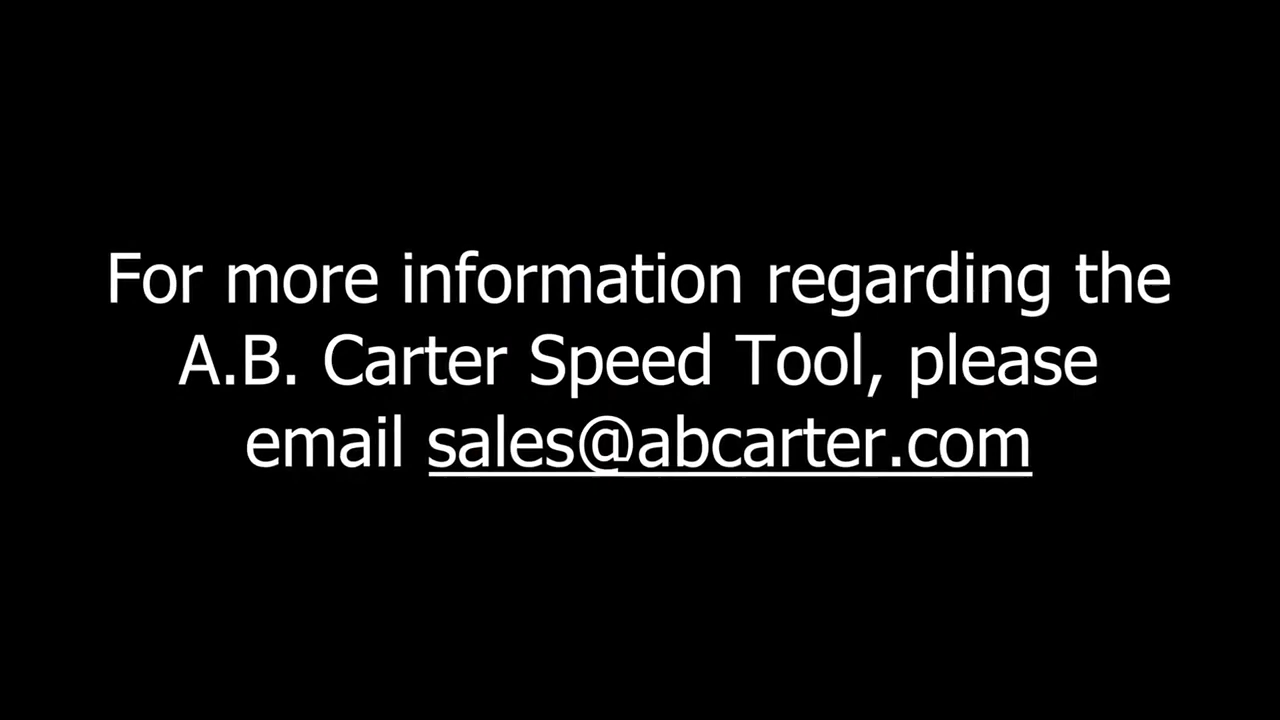 For more information regarding the
A.B. Carter Speed Tool, please
email sales@abcarter.com